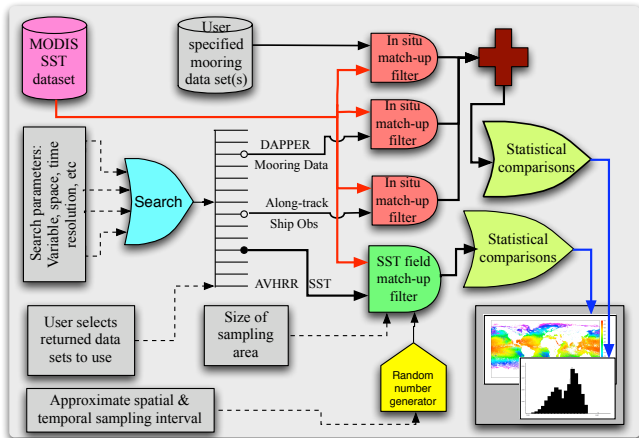 MODIS
SST
dataset
User
specified
mooring
data set(s)
In situ
match-up
filter
In situ
match-up
filter
In situ
match-up
filter
SST field
match-up
filter
Search parameters:
Variable, space, time
resolution, etc
Search
DAPPER
Mooring Data
Along-track
Ship Obs
AVHRR SST
Statistical
comparisons
Statistical
comparisons
User selects
returned data
sets to use
Size of
sampling
area
Random
number
generator
Approximate spatial &
temporal sampling interval